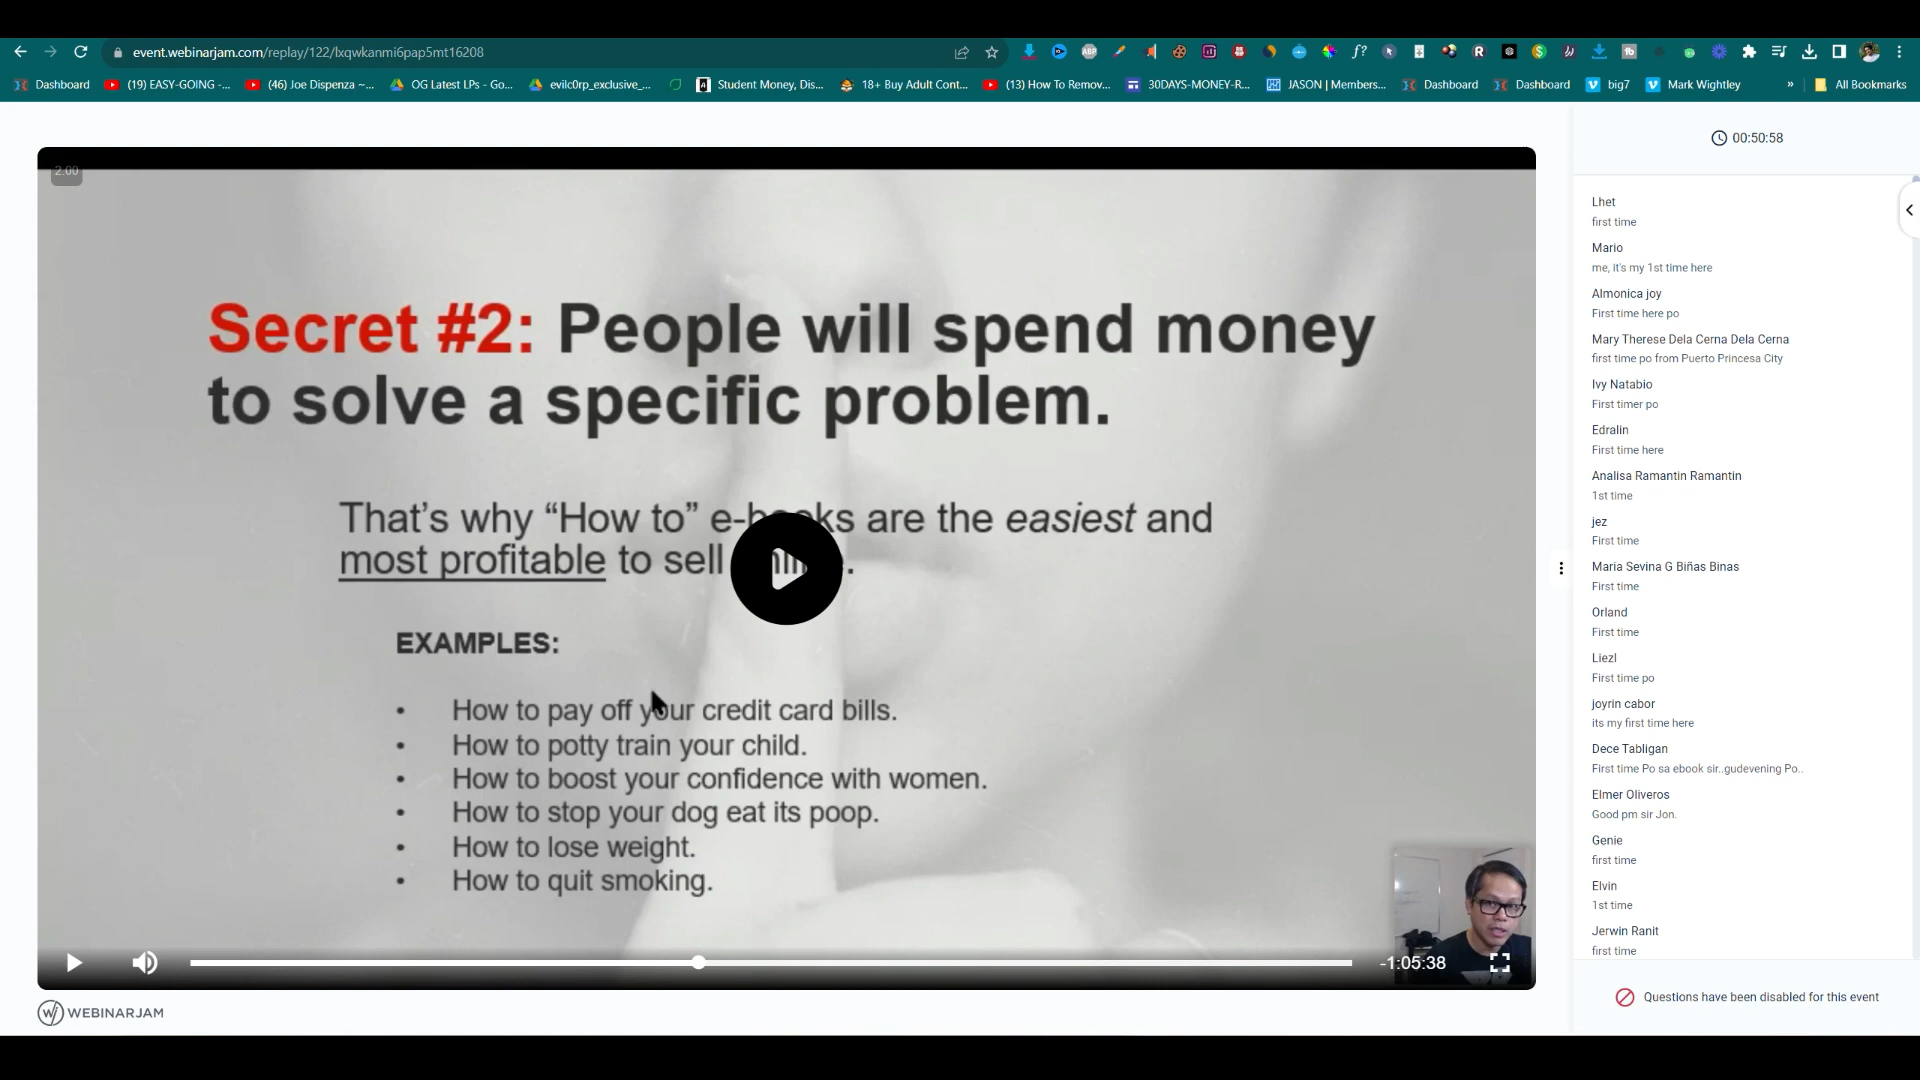 event.webinarjam.com/replay/122/lxqwkanmi6pap5mt16208
Dashboard
(19) EASY-GOING -...
(46) Joe Dispenza ~...
OG Latest LPs - Go...
evilc0rp_exclusive_...
Student Money, Dis...
18+ Buy Adult Cont...
(13) How To Remov...
30DAYS-MONEY-R...
JASON | Members...
Dashboard
Dashboard
big7
Mark Wightley
»
All Bookmarks
00:50:58
2.00
Secret #2: People will spend money
to solve a specific problem.
That's why “How to” e-books are the easiest and
most profitable to sell
EXAMPLES:
• How to pay off your credit card bills.
• How to potty train your child.
• How to boost your confidence with women.
• How to stop your dog eat its poop.
• How to lose weight.
• How to quit smoking.
-1:05:38
WEBINARJAM
Lhet
first time
Mario
me, it's my 1st time here
Almonica joy
First time here po
Mary Therese Dela Cerna Dela Cerna
first time po from Puerto Princesa City
Ivy Natabio
First timer po
Edralin
First time here
Analisa Ramantin Ramantin
1st time
jez
First time
Maria Sevina G Biñas Binas
First time
Orland
First time
Liezl
First time po
joyrin cabor
its my first time here
Dece Tabligan
First time Po sa ebook sir..gudevening Po..
Elmer Oliveros
Good pm sir Jon.
Genie
first time
Elvin
1st time
Jerwin Ranit
first time
Questions have been disabled for this event